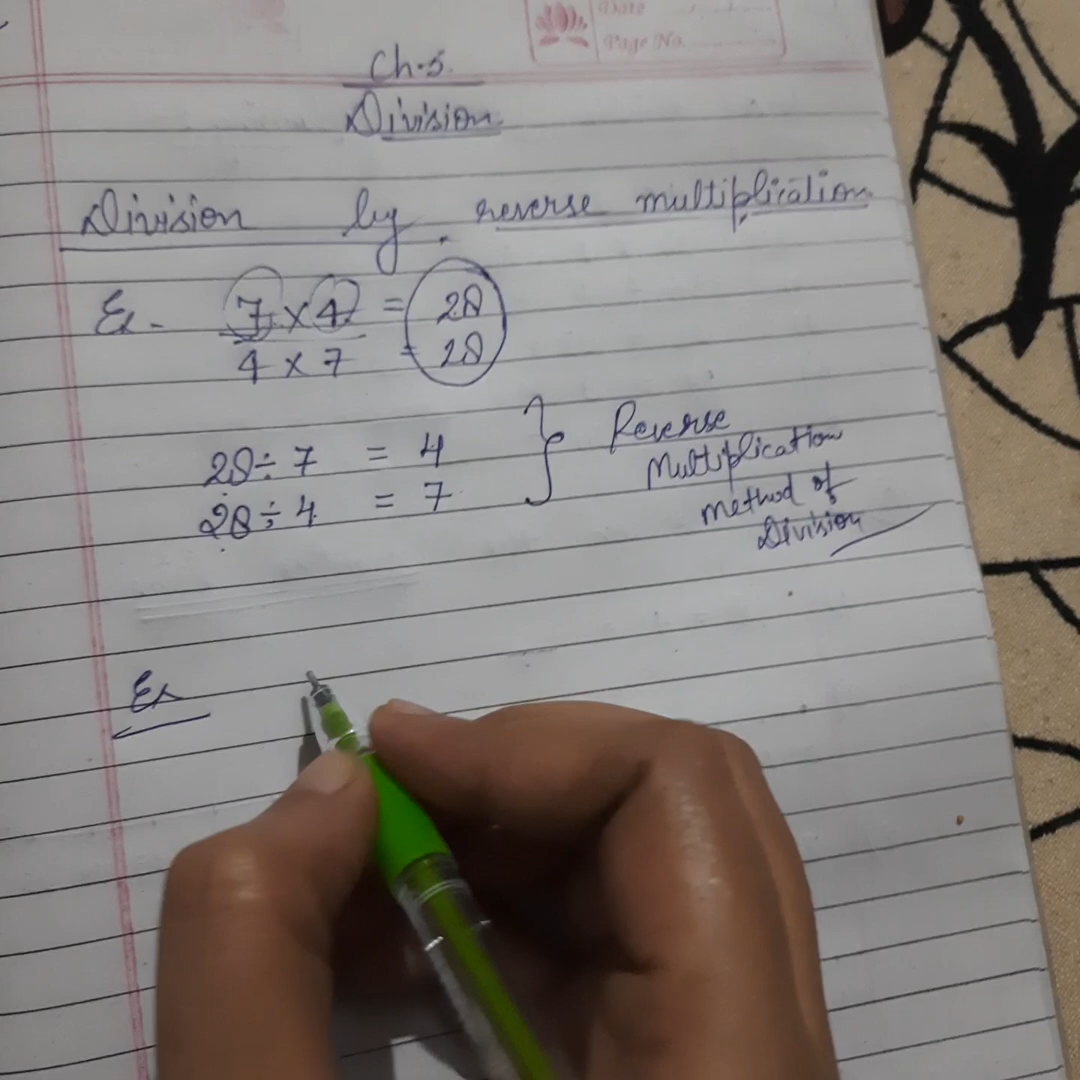 Date
Page No.
Ch-5.
Division
Division by reverse multiplication
Ex- 7 x 4 = 28
4 x 7 = 28
28 ÷ 7 = 4
28 ÷ 4 = 7
} Reverse
Multiplication
method of
Division
Ex